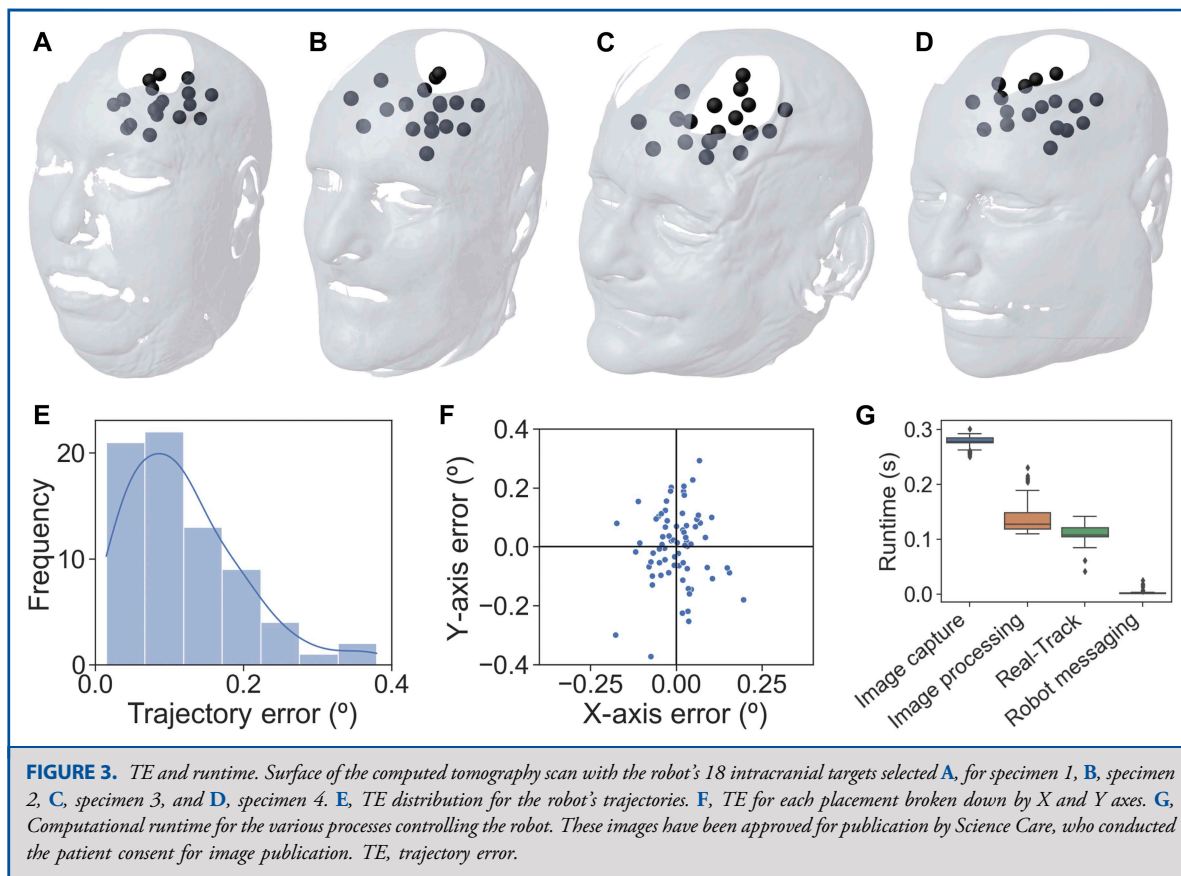 A
B
C
D
E
F
G
Frequency
20
10
0
0.0
0.2
0.4
Trajectory error (º)
Y-axis error (º)
0.4
0.2
0.0
−0.2
−0.4
−0.25
0.00
0.25
X-axis error (º)
Runtime (s)
0.3
0.2
0.1
0.0
Image capture
Image processing
Real-Track
Robot messaging
FIGURE 3. TE and runtime. Surface of the computed tomography scan with the robot's 18 intracranial targets selected A, for specimen 1, B, specimen
2, C, specimen 3, and D, specimen 4. E, TE distribution for the robot's trajectories. F, TE for each placement broken down by X and Y axes. G,
Computational runtime for the various processes controlling the robot. These images have been approved for publication by Science Care, who conducted
the patient consent for image publication. TE, trajectory error.